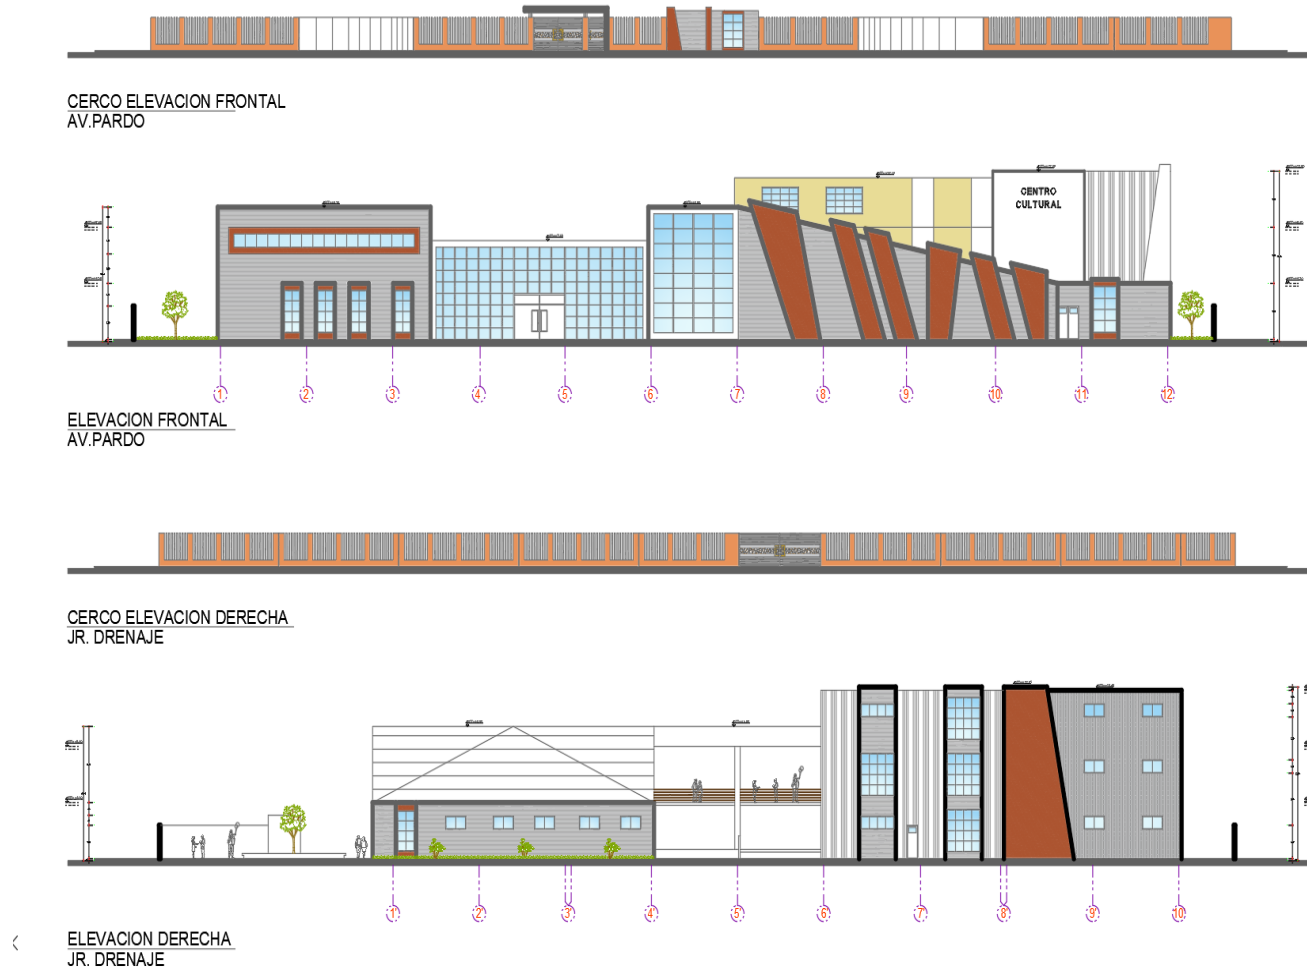 CERCO ELEVACION FRONTAL
AV.PARDO
CENTRO
CULTURAL
1 2 3 4 5 6 7 8 9 10 11 12
ELEVACION FRONTAL
AV.PARDO
CERCO ELEVACION DERECHA
JR. DRENAJE
1' 2' 3' 4' 5' 6' 7' 8' 9' 10'
ELEVACION DERECHA
JR. DRENAJE